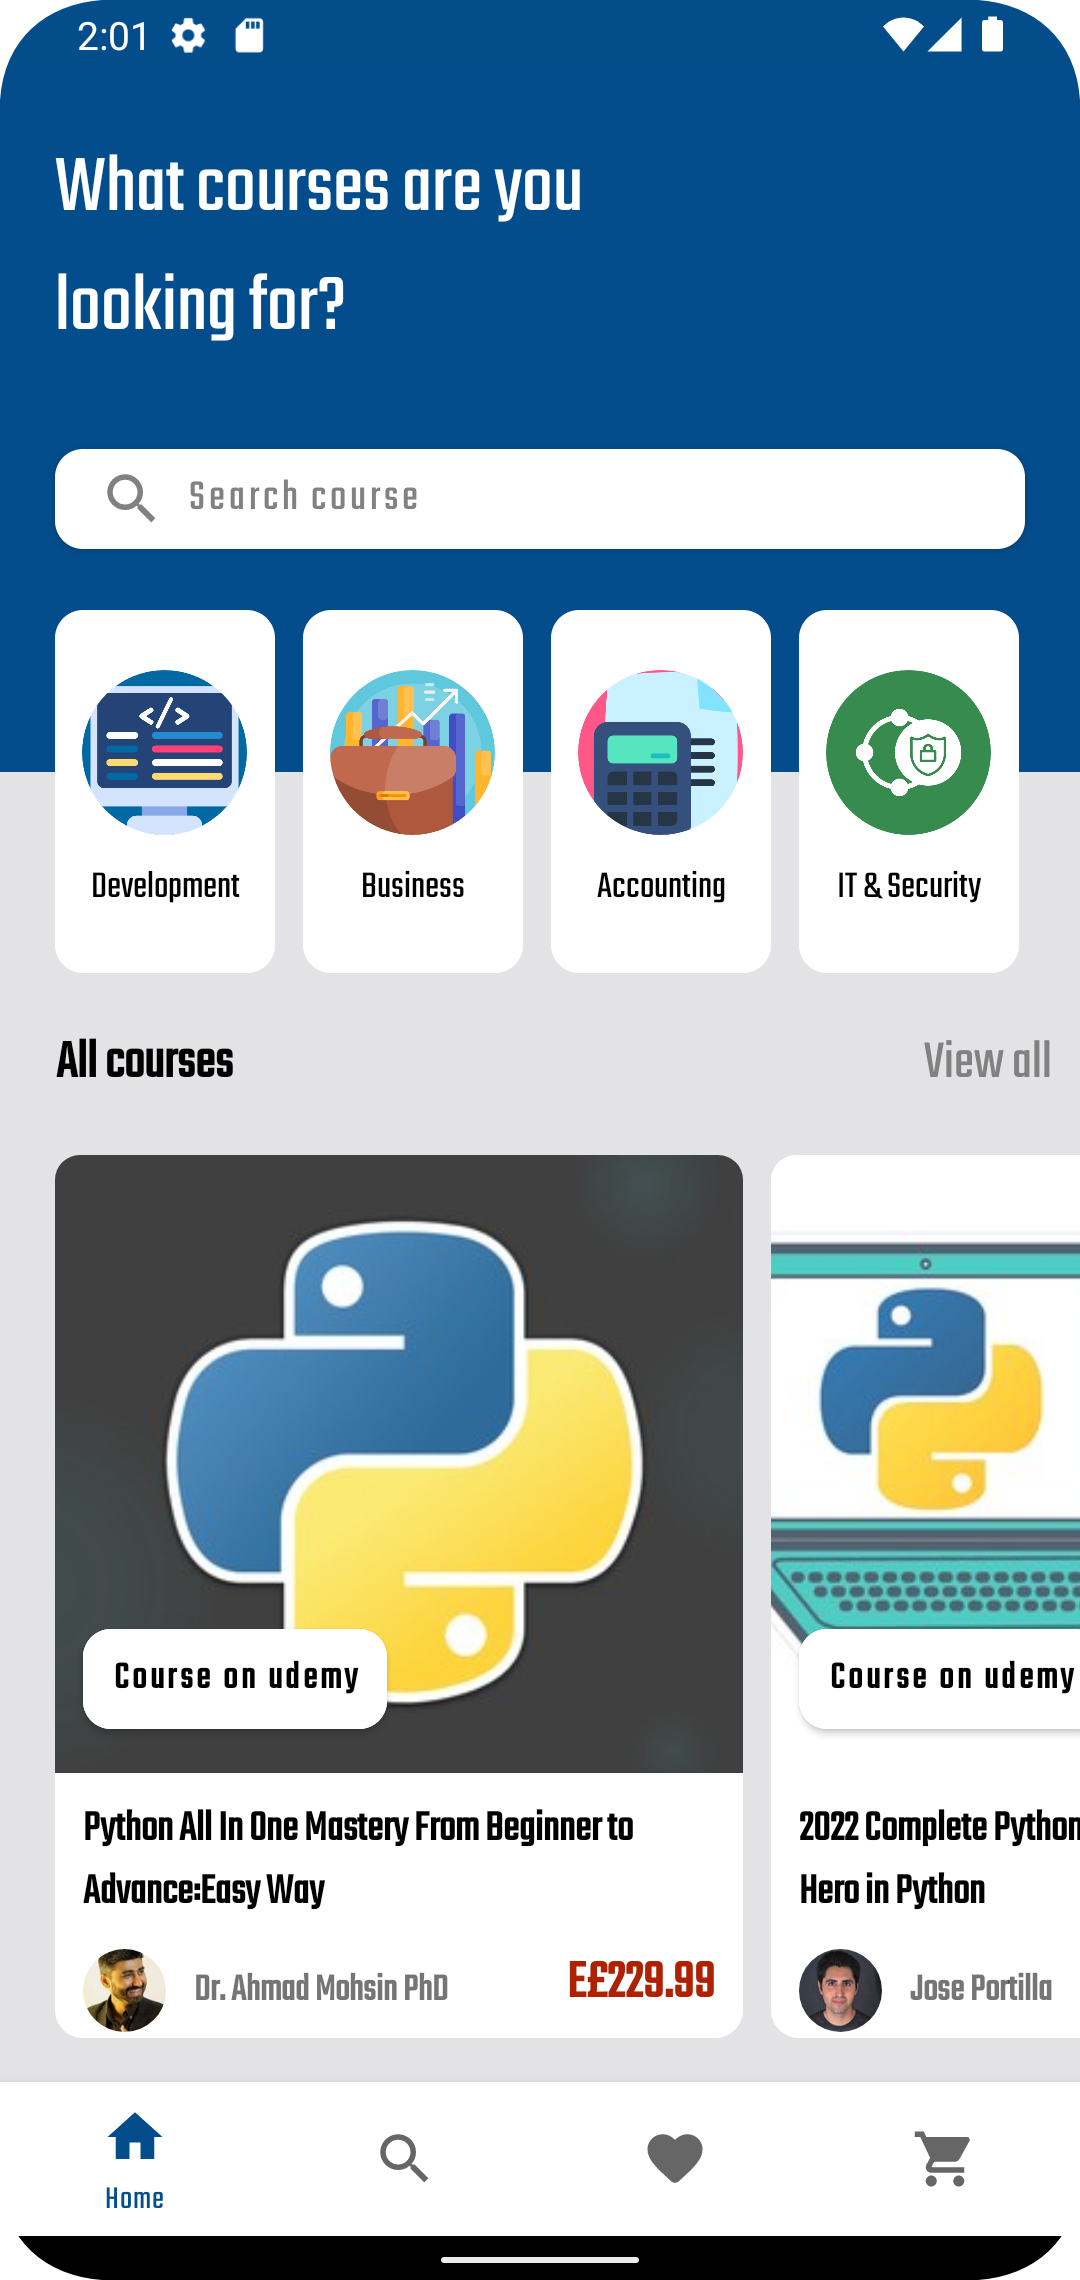 2:01
What courses are you
looking for?
Search course
</>
Development
Business
Accounting
IT & Security
All courses
View all
Course on udemy
Course on udemy
Python All In One Mastery From Beginner to
Advance:Easy Way
2022 Complete Python
Hero in Python
Dr. Ahmad Mohsin PhD
E£229.99
Jose Portilla
Home